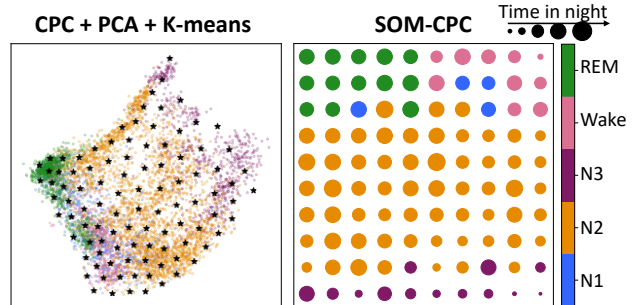 CPC + PCA + K-means
SOM-CPC
Time in night
REM
Wake
N3
N2
N1